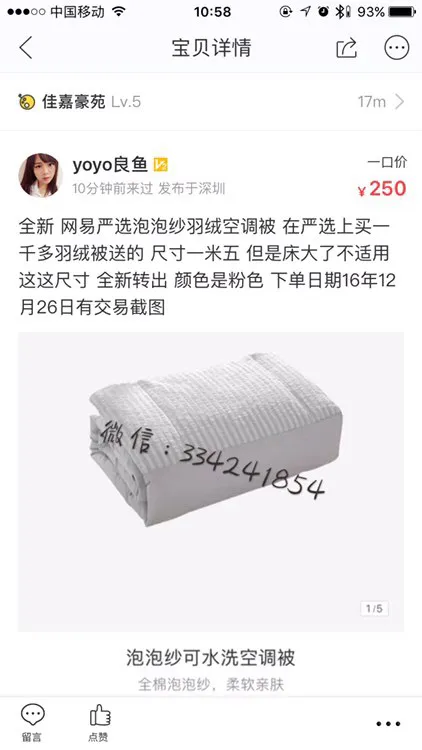 中国移动 10:58 93%
宝贝详情
佳嘉豪苑 Lv.5 17m
yoyo良鱼 一口价
10分钟前来过 发布于深圳 ¥250
全新 网易严选泡泡纱羽绒空调被 在严选上买一
千多羽绒被送的 尺寸一米五 但是床大了不适用
这这尺寸 全新转出 颜色是粉色 下单日期16年12
月26日有交易截图
微信：334241854
1/5
泡泡纱可水洗空调被
全棉泡泡纱，柔软亲肤
留言 点赞